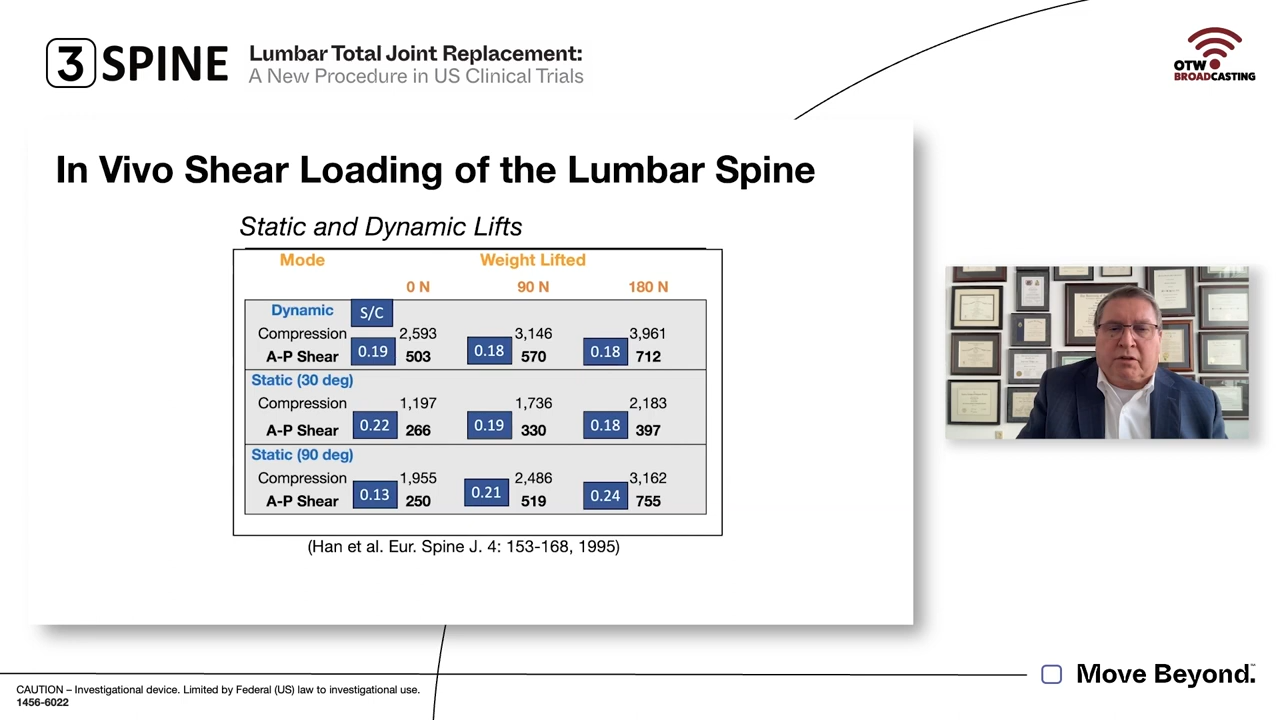 3 SPINE
Lumbar Total Joint Replacement:
A New Procedure in US Clinical Trials
OTW
BROADCASTING
In Vivo Shear Loading of the Lumbar Spine
Static and Dynamic Lifts
Mode Weight Lifted
0 N 90 N 180 N
Dynamic S/C
Compression 2,593 3,146 3,961
A-P Shear 0.19 503 0.18 570 0.18 712
Static (30 deg)
Compression 1,197 1,736 2,183
A-P Shear 0.22 266 0.19 330 0.18 397
Static (90 deg)
Compression 1,955 2,486 3,162
A-P Shear 0.13 250 0.21 519 0.24 755
(Han et al. Eur. Spine J. 4: 153-168, 1995)
Move Beyond.
CAUTION – Investigational device. Limited by Federal (US) law to investigational use.
1456-6022